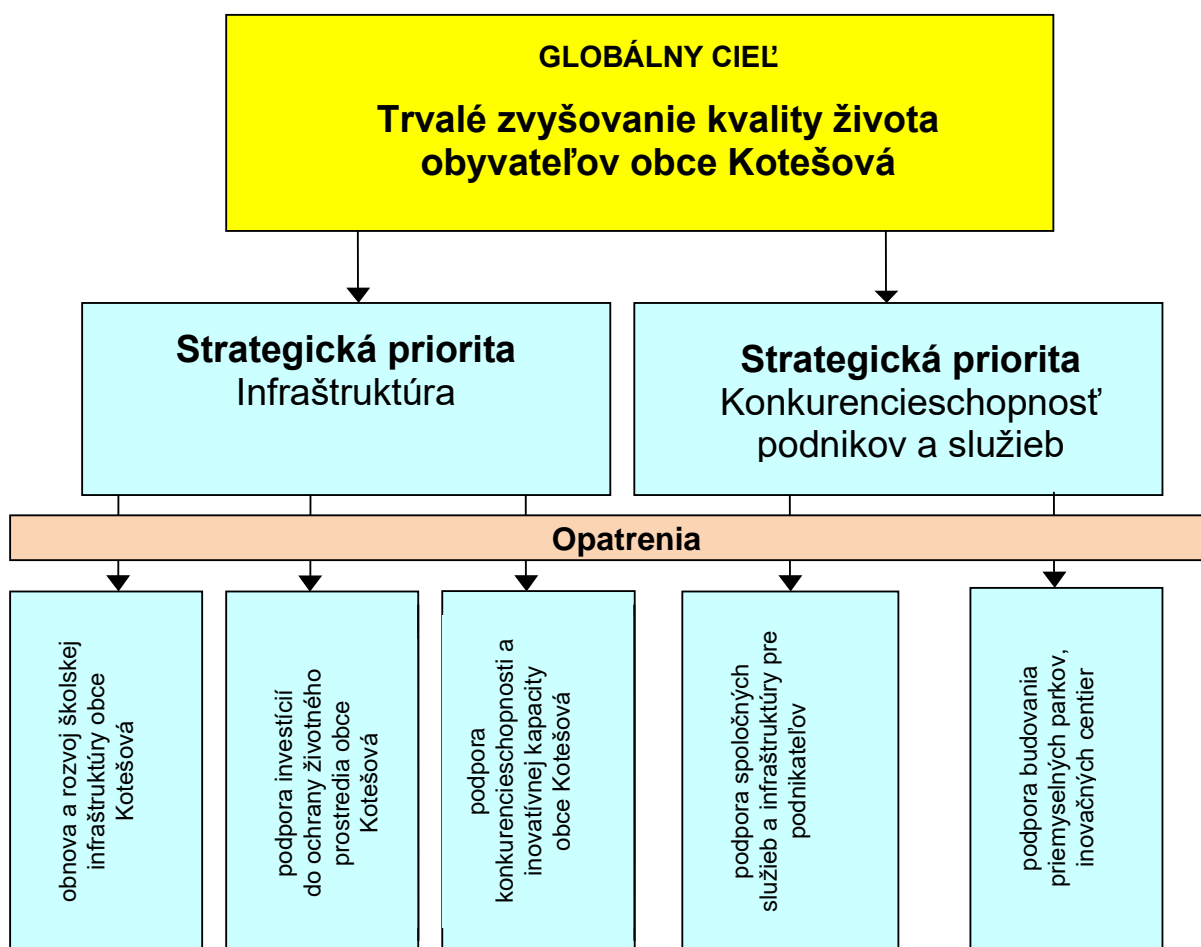 GLOBÁLNY CIEĽ
Trvalé zvyšovanie kvality života
obyvateľov obce Kotešová
Strategická priorita
Infraštruktúra
Strategická priorita
Konkurencieschopnosť
podnikov a služieb
Opatrenia
obnova a rozvoj školskej
infraštruktúry obce
Kotešová
podpora investícií
do ochrany životného
prostredia obce
Kotešová
podpora
konkurencieschopnosti a
inovatívnej kapacity
obce Kotešová
podpora spoločných
služieb a infraštruktúry pre
podnikateľov
podpora budovania
priemyselných parkov,
inovačných centier